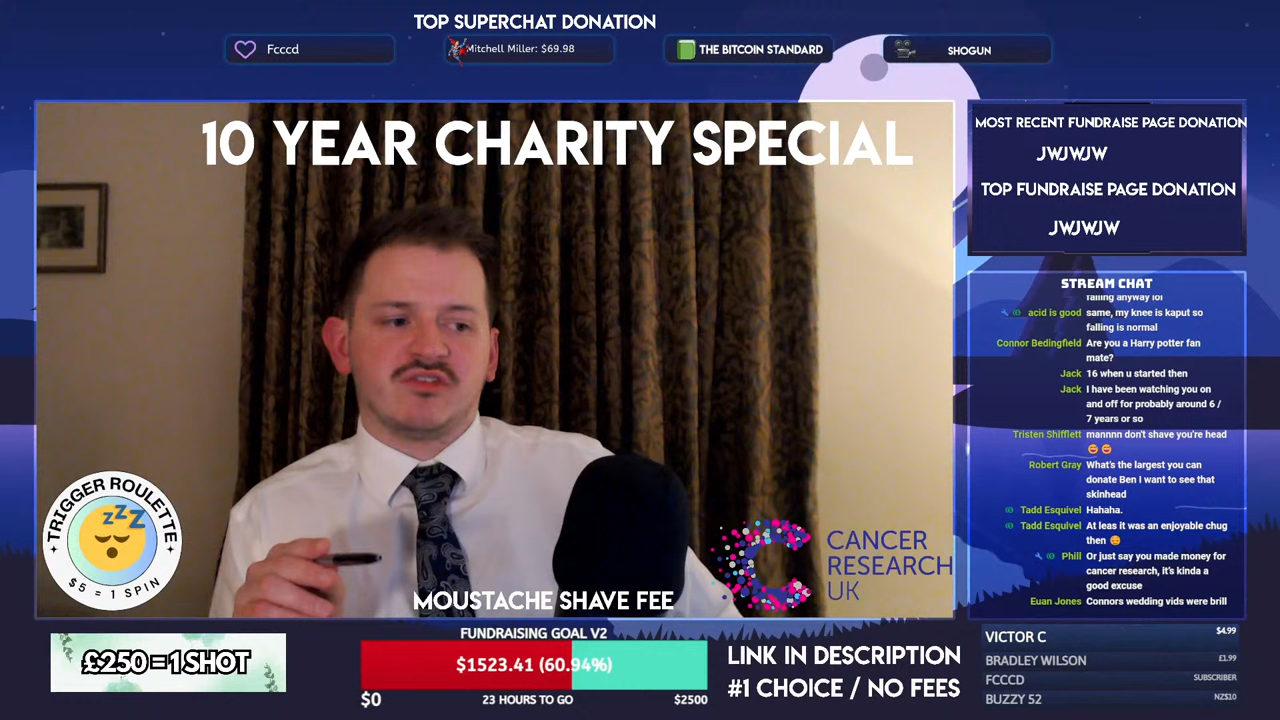 TOP SUPERCHAT DONATION
Fcccd
Mitchell Miller: $69.98
THE BITCOIN STANDARD
SHOGUN
10 YEAR CHARITY SPECIAL
MOST RECENT FUNDRAISE PAGE DONATION
JWJWJW
TOP FUNDRAISE PAGE DONATION
JWJWJW
STREAM CHAT
falling anyway lol
acid is good same, my knee is kaput so
falling is normal
Connor Bedingfield Are you a Harry potter fan
mate?
Jack 16 when u started then
Jack I have been watching you on
and off for probably around 6 /
7 years or so
Tristen Shifflett mannnn don't shave you're head
Robert Gray What's the largest you can
donate Ben I want to see that
skinhead
Tadd Esquivel Hahaha.
Tadd Esquivel At leas it was an enjoyable chug
then
Phill Or just say you made money for
cancer research, it's kinda a
good excuse
Euan Jones Connors wedding vids were brill
TRIGGER ROULETTE
zzz
$5 = 1 SPIN
CANCER
RESEARCH
UK
MOUSTACHE SHAVE FEE
£250 = 1 SHOT
FUNDRAISING GOAL V2
$1523.41 (60.94%)
$0
23 HOURS TO GO
$2500
LINK IN DESCRIPTION
#1 CHOICE / NO FEES
VICTOR C $4.99
BRADLEY WILSON £1.99
FCCCD SUBSCRIBER
BUZZY 52 NZ$10